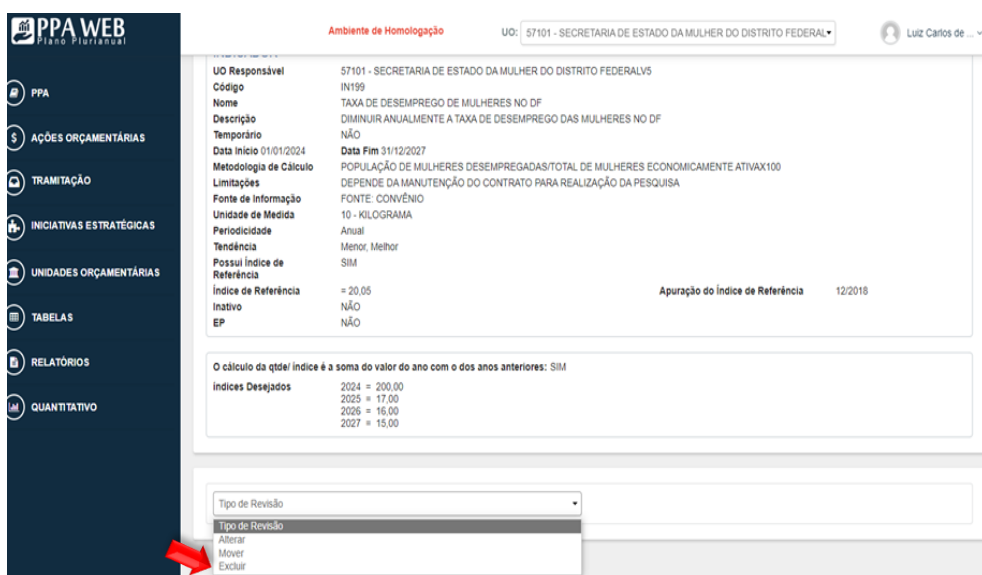 PPA WEB
Plano Plurianual
Ambiente de Homologação
UO: 57101 - SECRETARIA DE ESTADO DA MULHER DO DISTRITO FEDERAL
Luiz Carlos de ...
PPA
AÇÕES ORÇAMENTÁRIAS
TRAMITAÇÃO
INICIATIVAS ESTRATÉGICAS
UNIDADES ORÇAMENTÁRIAS
TABELAS
RELATÓRIOS
QUANTITATIVO
UO Responsável 57101 - SECRETARIA DE ESTADO DA MULHER DO DISTRITO FEDERALV5
Código IN199
Nome TAXA DE DESEMPREGO DE MULHERES NO DF
Descrição DIMINUIR ANUALMENTE A TAXA DE DESEMPREGO DAS MULHERES NO DF
Temporário NÃO
Data Início 01/01/2024 Data Fim 31/12/2027
Metodologia de Cálculo POPULAÇÃO DE MULHERES DESEMPREGADAS/TOTAL DE MULHERES ECONOMICAMENTE ATIVAX100
Limitações DEPENDE DA MANUTENÇÃO DO CONTRATO PARA REALIZAÇÃO DA PESQUISA
Fonte de Informação FONTE: CONVÊNIO
Unidade de Medida 10 - KILOGRAMA
Periodicidade Anual
Tendência Menor, Melhor
Possui Índice de SIM
Referência
Índice de Referência = 20,05 Apuração do Índice de Referência 12/2018
Inativo NÃO
EP NÃO
O cálculo da qtde/ índice é a soma do valor do ano com o dos anos anteriores: SIM
índices Desejados 2024 = 200,00
2025 = 17,00
2026 = 16,00
2027 = 15,00
Tipo de Revisão
Tipo de Revisão
Alterar
Mover
Excluir